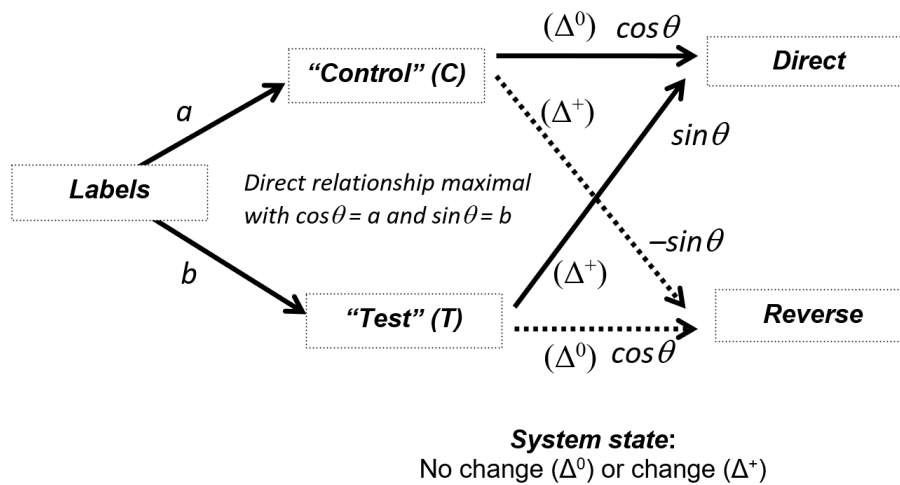 (Δ⁰) cosθ
“Control” (C)
Direct
a
(Δ⁺)
sinθ
Labels
Direct relationship maximal
with cosθ = a and sinθ = b
–sinθ
b
(Δ⁺)
“Test” (T)
Reverse
(Δ⁰) cosθ
System state:
No change (Δ⁰) or change (Δ⁺)